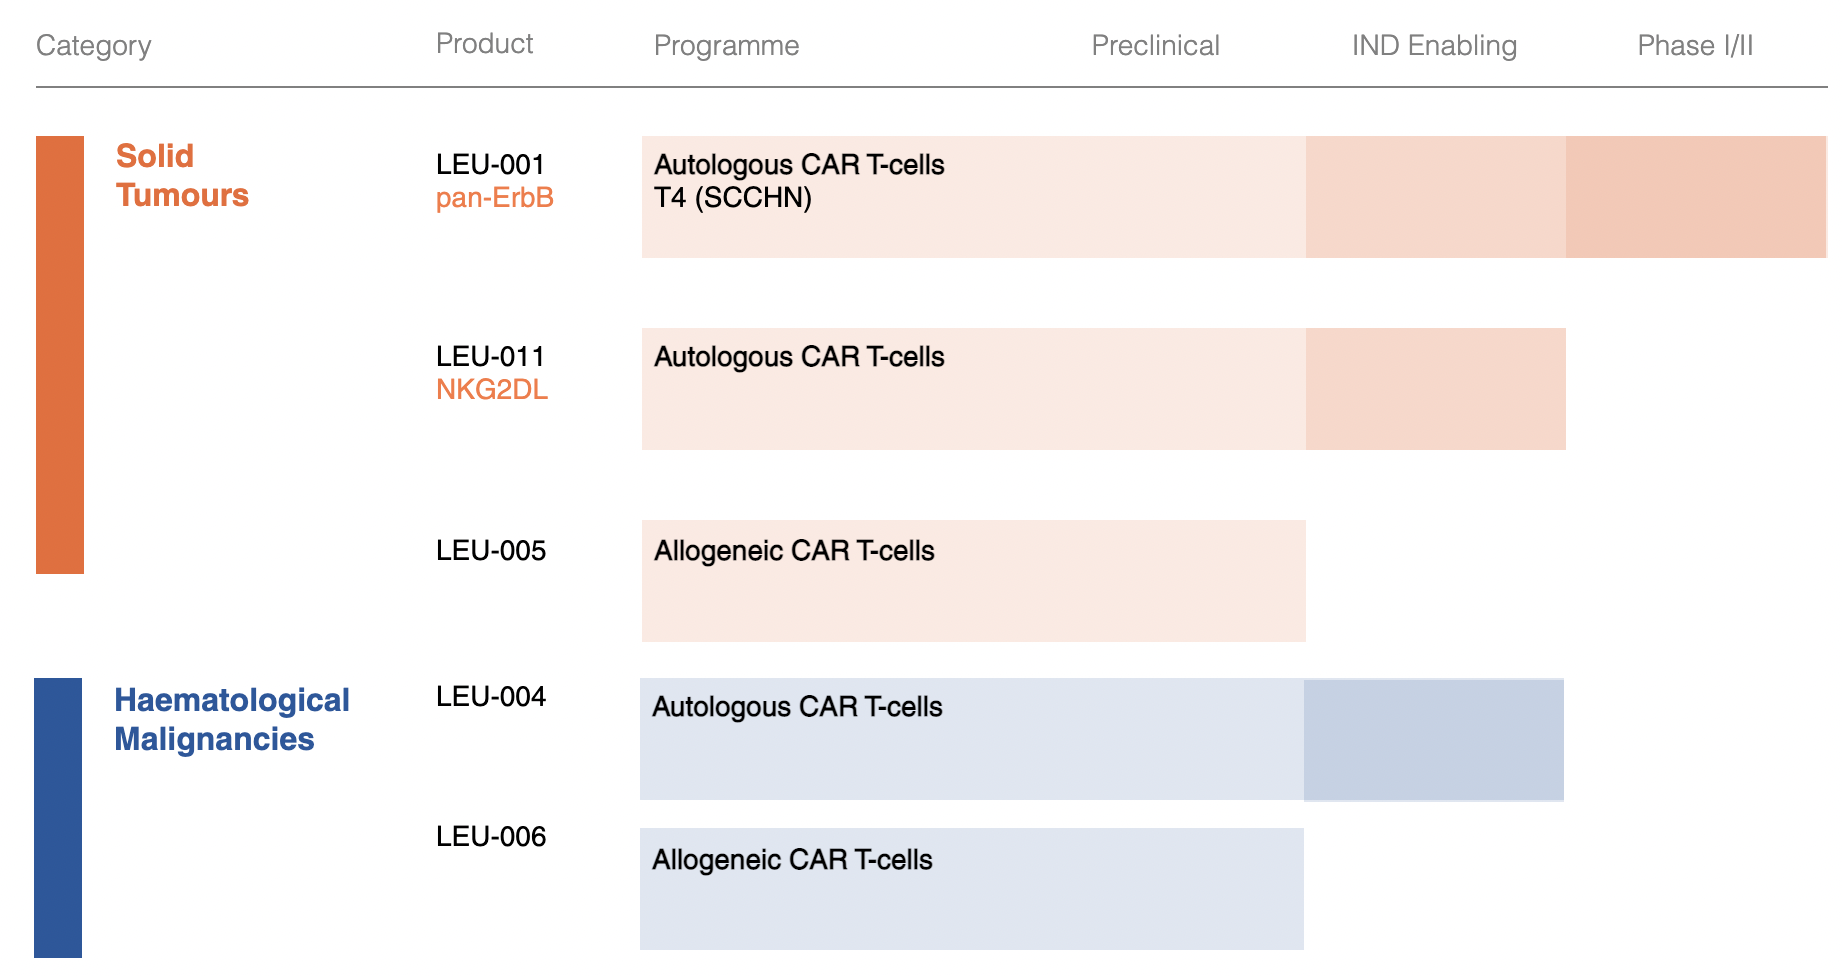 Category Product Programme Preclinical IND Enabling Phase I/II
Solid
Tumours
LEU-001
pan-ErbB
Autologous CAR T-cells
T4 (SCCHN)
LEU-011
NKG2DL
Autologous CAR T-cells
LEU-005
Allogeneic CAR T-cells
Haematological
Malignancies
LEU-004
Autologous CAR T-cells
LEU-006
Allogeneic CAR T-cells